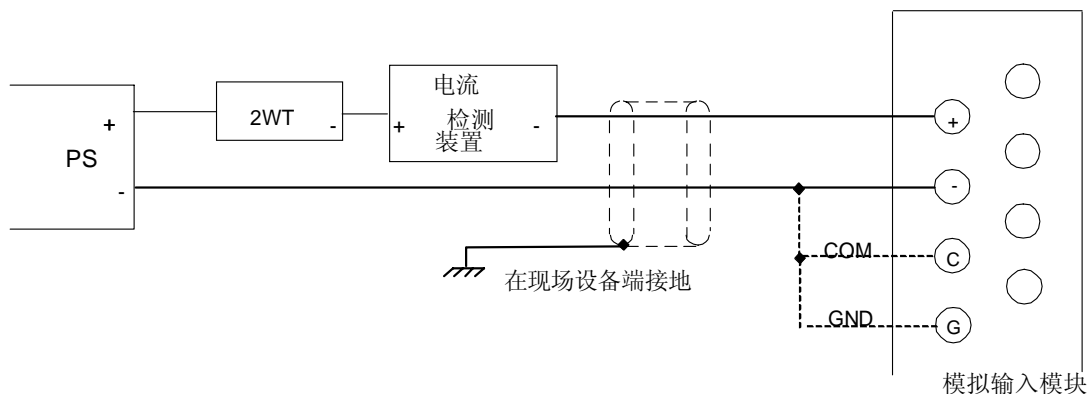 PS
+
-
2WT
-
电流
检测
装置
+
-
在现场设备端接地
COM
GND
+
-
C
G
模拟输入模块